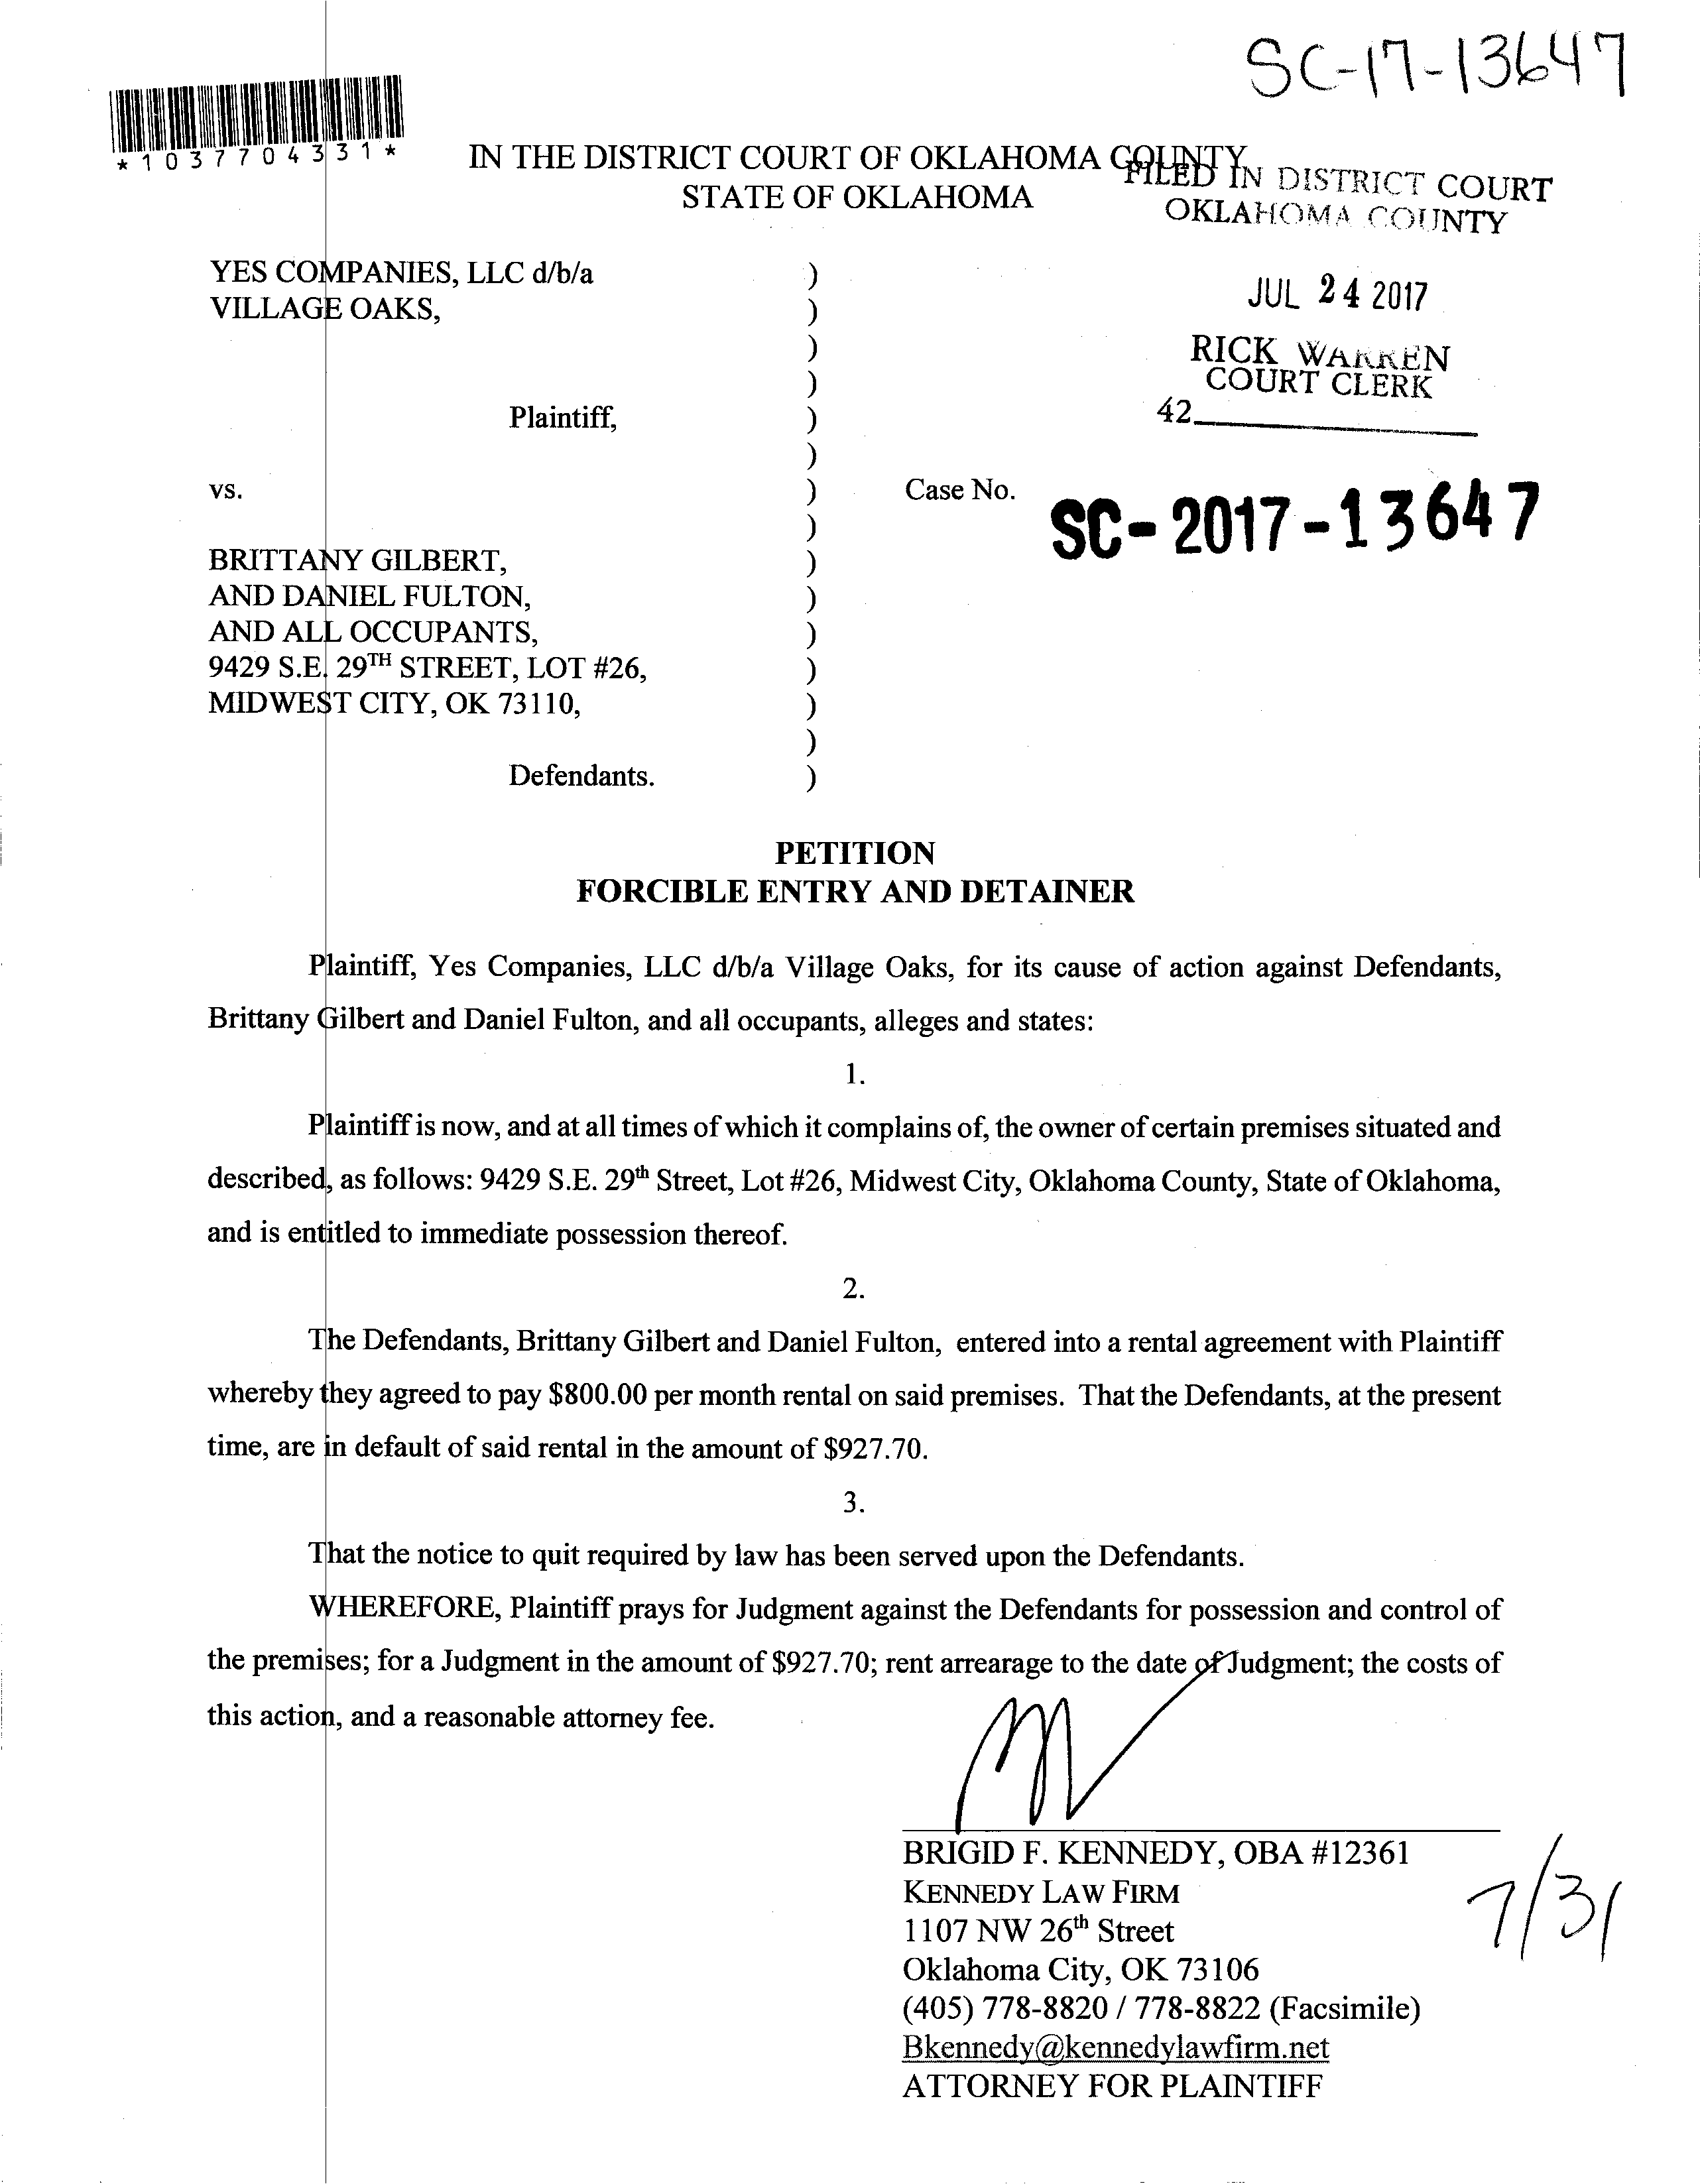 SC-17-13647
*1037704331*
IN THE DISTRICT COURT OF OKLAHOMA COUNTY
STATE OF OKLAHOMA
FILED IN DISTRICT COURT
OKLAHOMA COUNTY
JUL 24 2017
RICK WARREN
COURT CLERK
42
YES COMPANIES, LLC d/b/a )
VILLAGE OAKS, )
)
)
Plaintiff, )
)
vs. ) Case No. SC-2017-13647
)
BRITTANY GILBERT, )
AND DANIEL FULTON, )
AND ALL OCCUPANTS, )
9429 S.E. 29TH STREET, LOT #26, )
MIDWEST CITY, OK 73110, )
)
Defendants. )
PETITION
FORCIBLE ENTRY AND DETAINER
Plaintiff, Yes Companies, LLC d/b/a Village Oaks, for its cause of action against Defendants,
Brittany Gilbert and Daniel Fulton, and all occupants, alleges and states:
1.
Plaintiff is now, and at all times of which it complains of, the owner of certain premises situated and
described, as follows: 9429 S.E. 29th Street, Lot #26, Midwest City, Oklahoma County, State of Oklahoma,
and is entitled to immediate possession thereof.
2.
The Defendants, Brittany Gilbert and Daniel Fulton, entered into a rental agreement with Plaintiff
whereby they agreed to pay $800.00 per month rental on said premises. That the Defendants, at the present
time, are in default of said rental in the amount of $927.70.
3.
That the notice to quit required by law has been served upon the Defendants.
WHEREFORE, Plaintiff prays for Judgment against the Defendants for possession and control of
the premises; for a Judgment in the amount of $927.70; rent arrearage to the date of Judgment; the costs of
this action, and a reasonable attorney fee.
BRIGID F. KENNEDY, OBA #12361
KENNEDY LAW FIRM
1107 NW 26th Street
Oklahoma City, OK 73106
(405) 778-8820 / 778-8822 (Facsimile)
Bkennedy@kennedylawfirm.net
ATTORNEY FOR PLAINTIFF
7/31